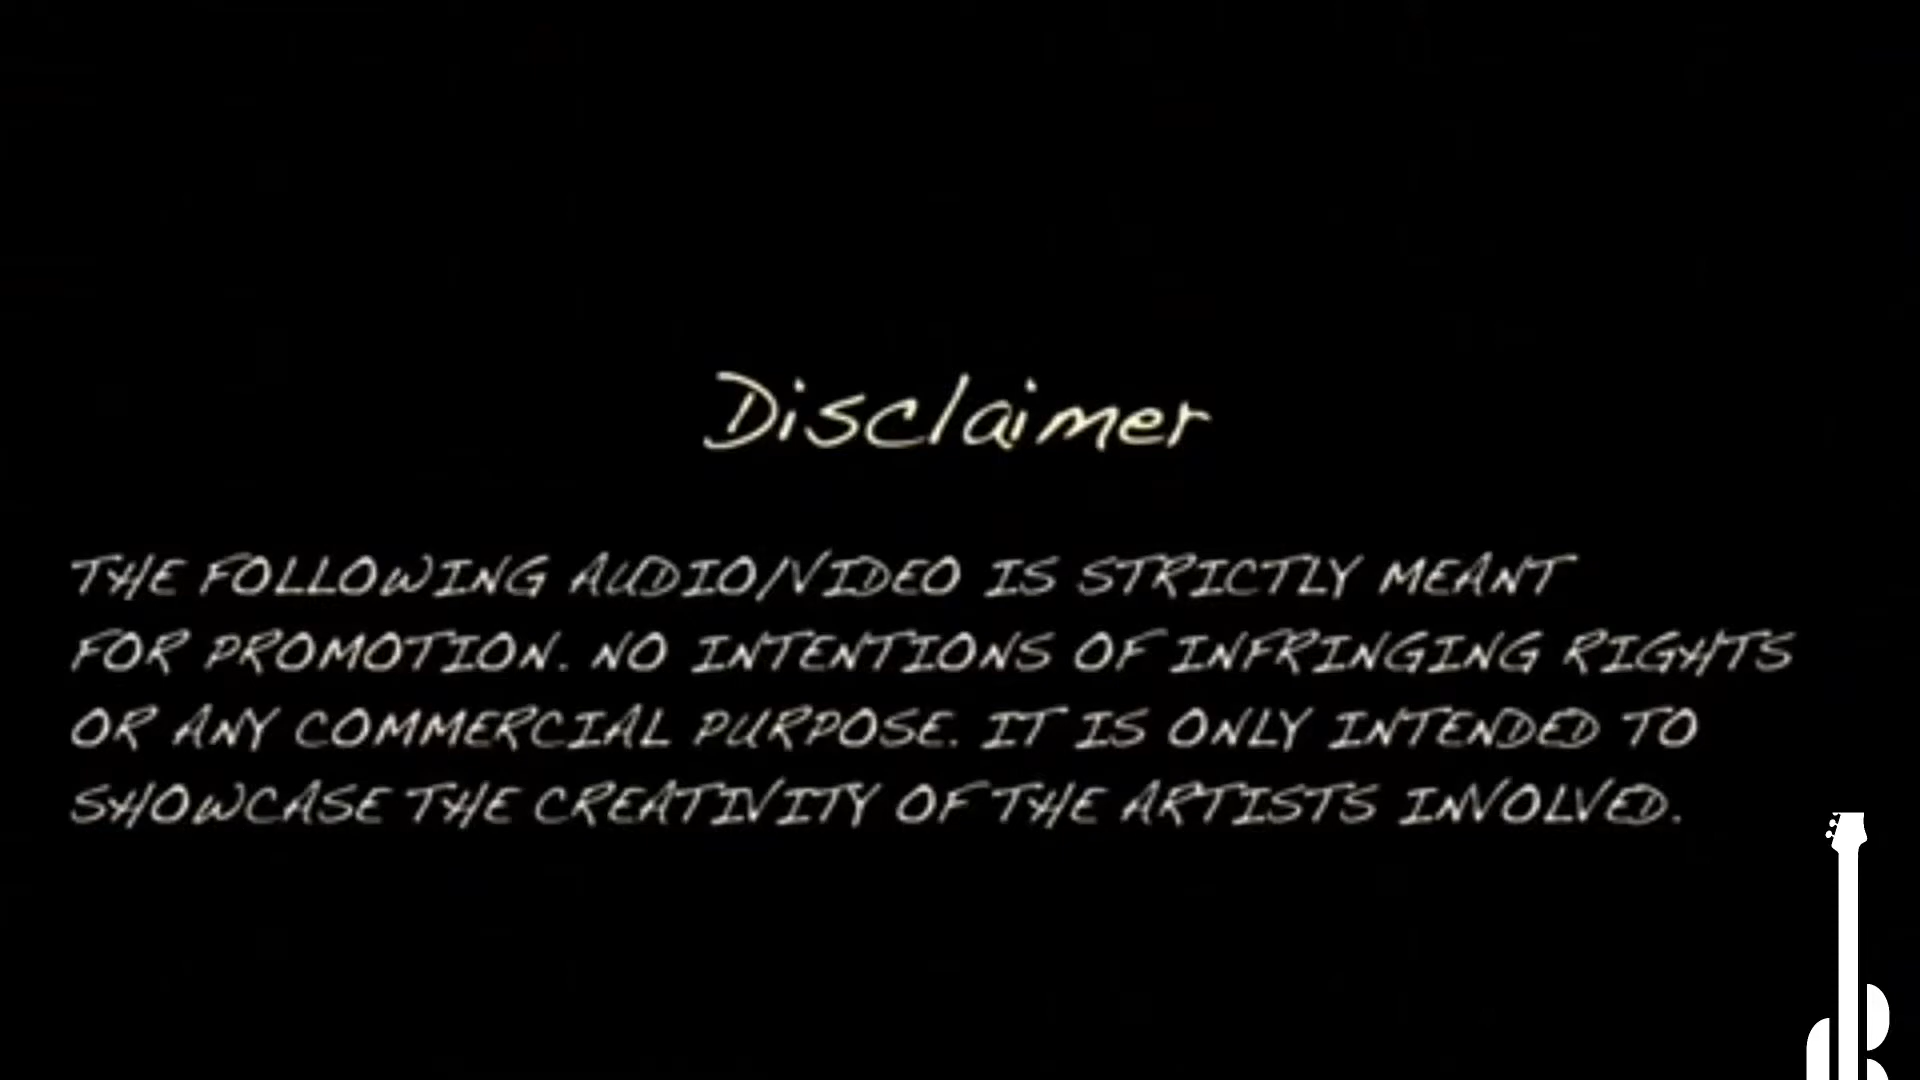 Disclaimer
THE FOLLOWING AUDIO/VIDEO IS STRICTLY MEANT
FOR PROMOTION. NO INTENTIONS OF INFRINGING RIGHTS
OR ANY COMMERCIAL PURPOSE. IT IS ONLY INTENDED TO
SHOWCASE THE CREATIVITY OF THE ARTISTS INVOLVED.